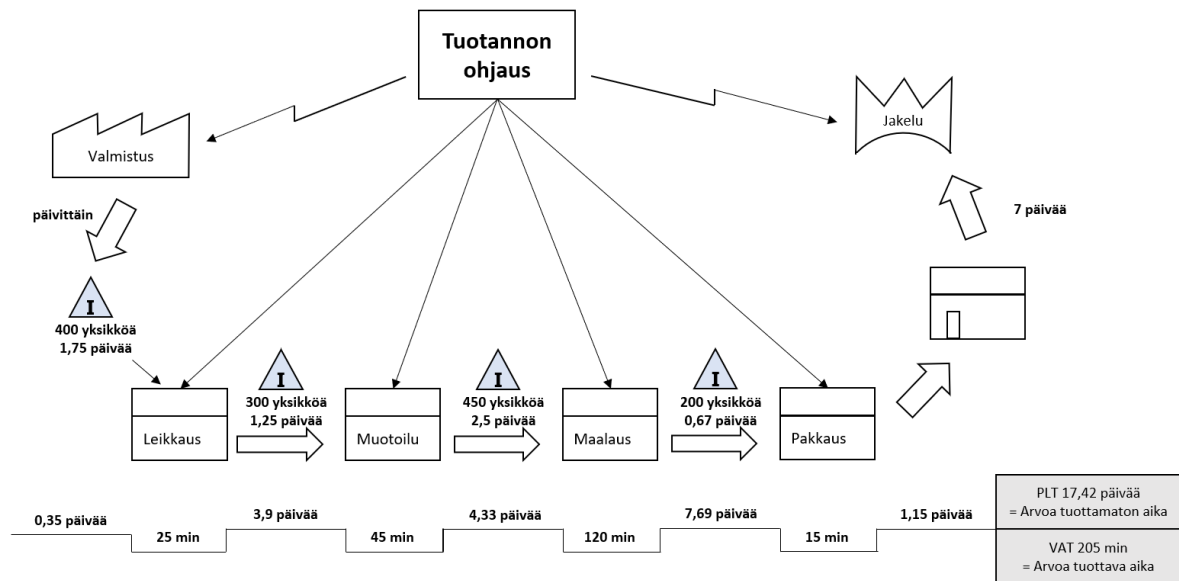 Tuotannon
ohjaus
Valmistus
Jakelu
päivittäin
7 päivää
I
400 yksikköä
1,75 päivää
I
300 yksikköä
1,25 päivää
I
450 yksikköä
2,5 päivää
I
200 yksikköä
0,67 päivää
Leikkaus
Muotoilu
Maalaus
Pakkaus
0,35 päivää
25 min
3,9 päivää
45 min
4,33 päivää
120 min
7,69 päivää
15 min
1,15 päivää
PLT 17,42 päivää
= Arvoa tuottamaton aika
VAT 205 min
= Arvoa tuottava aika